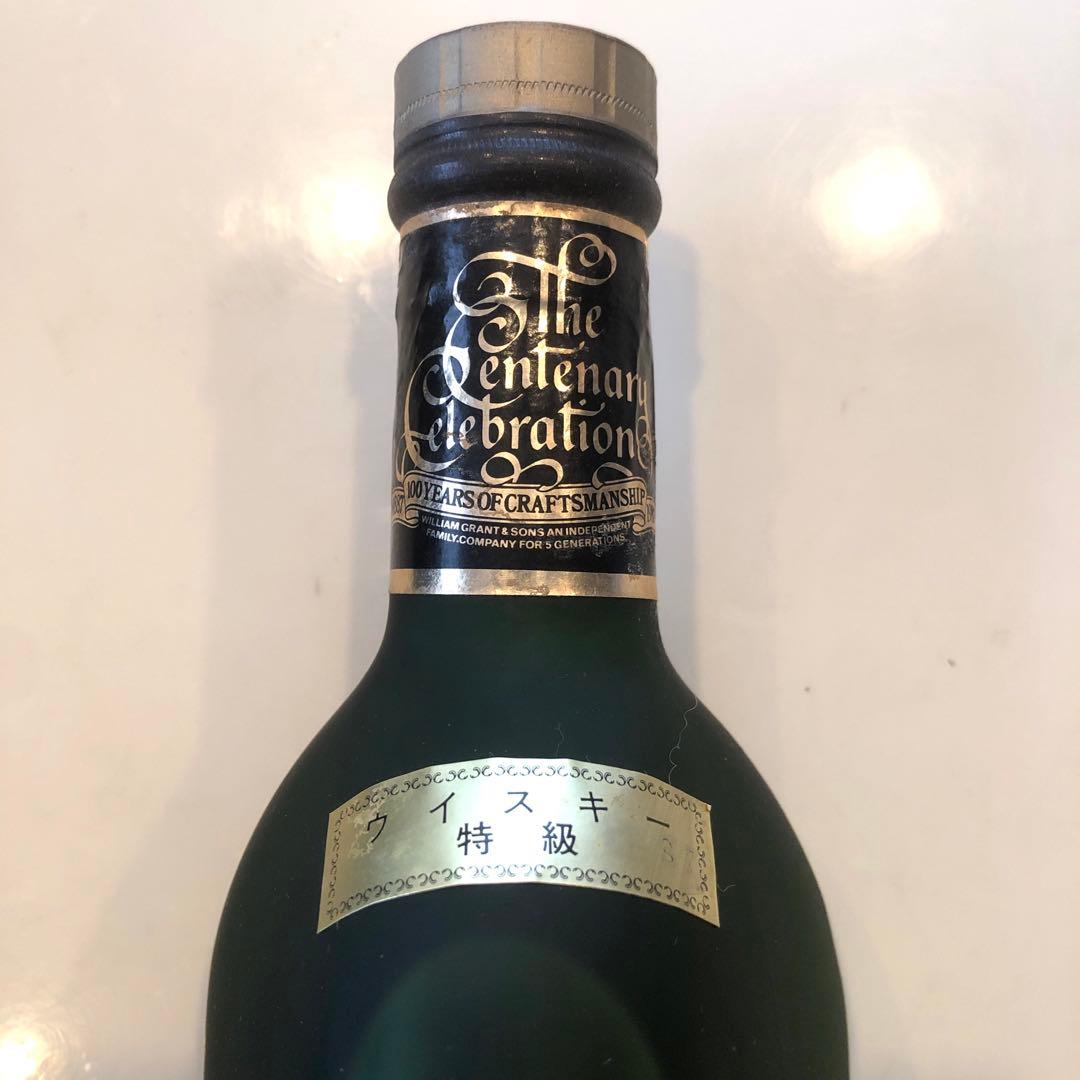 The
Centenary
Celebration
100 YEARS OF CRAFTSMANSHIP
WILLIAM GRANT & SONS AN INDEPENDENT
FAMILY COMPANY FOR 5 GENERATIONS
ウイスキー
特級